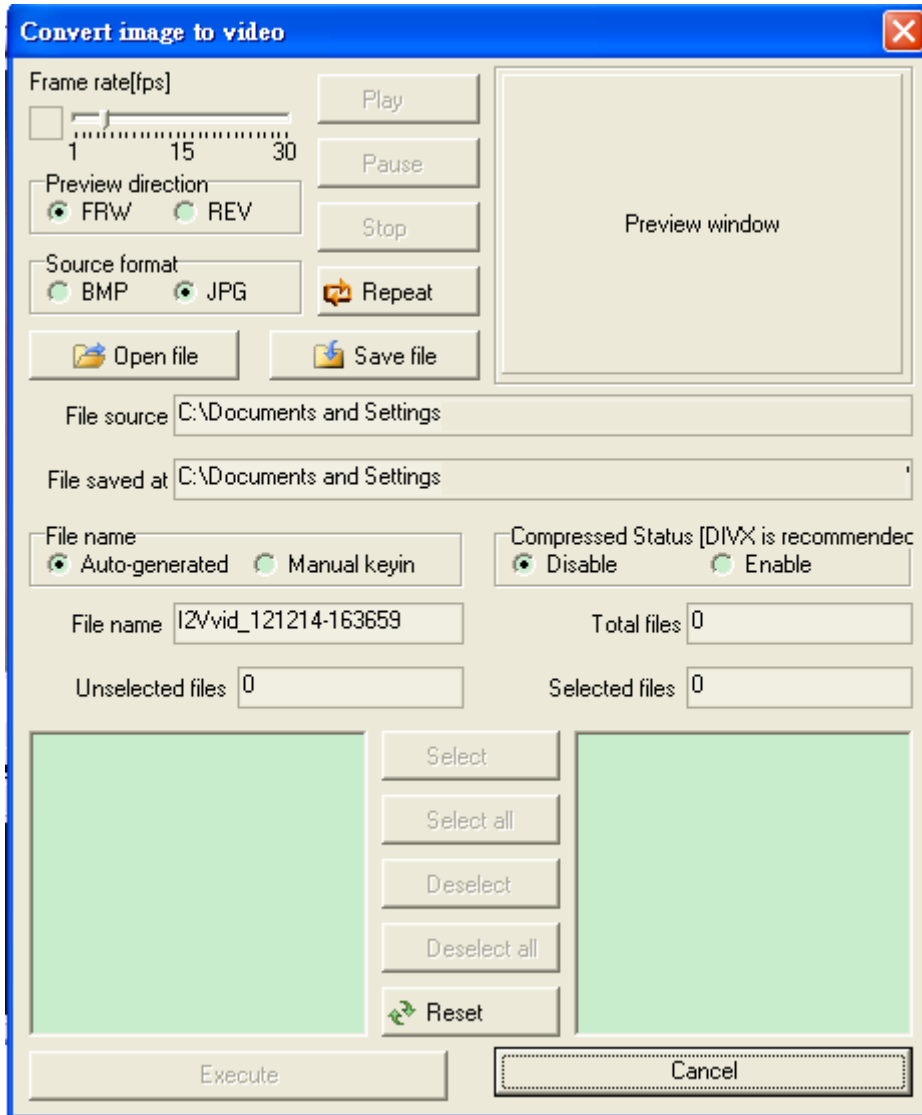 Convert image to video
Frame rate[fps]
1 15 30
Play
Pause
Stop
Repeat
Preview direction
FRW REV
Source format
BMP JPG
Open file
Save file
Preview window
File source C:\Documents and Settings
File saved at C:\Documents and Settings
File name
Auto-generated Manual keyin
Compressed Status [DIVX is recommended
Disable Enable
File name I2Vvid_121214-163659
Total files 0
Unselected files 0
Selected files 0
Select
Select all
Deselect
Deselect all
Reset
Execute
Cancel